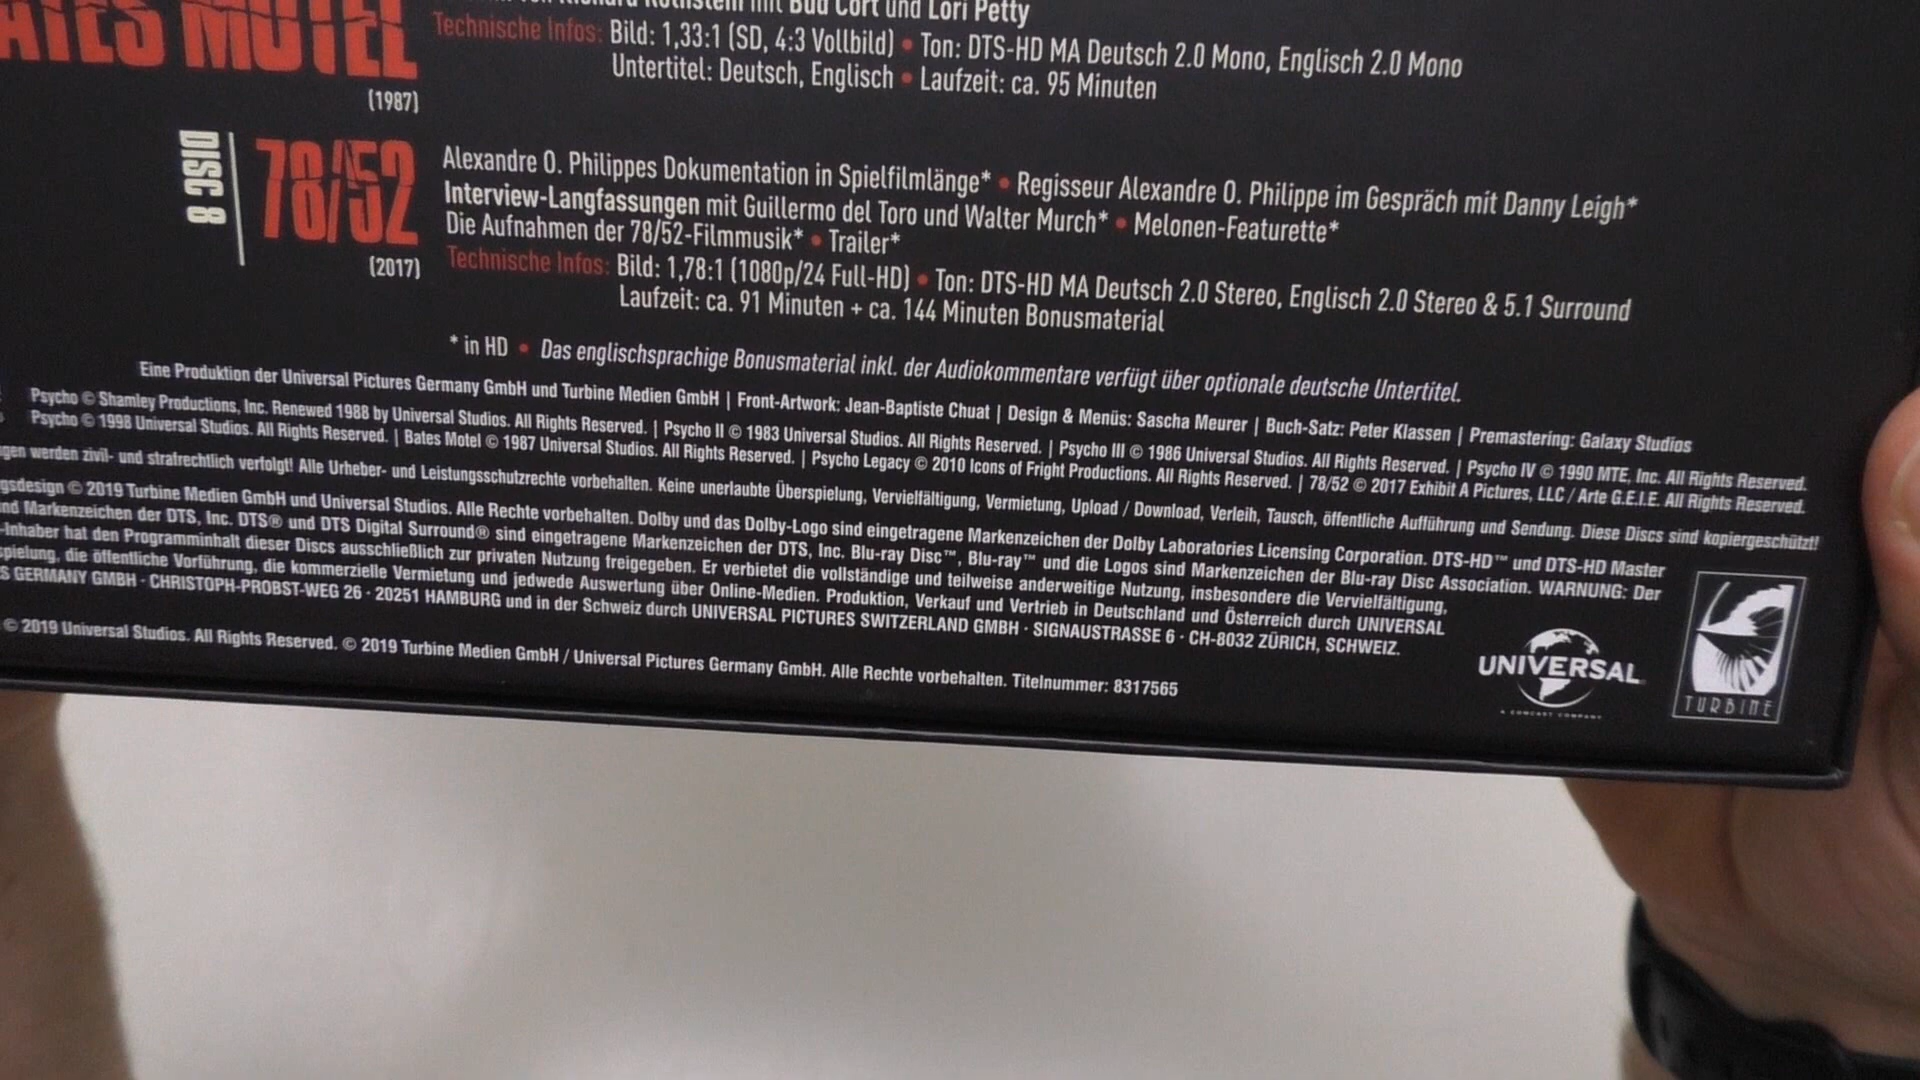 mit Bud Cort und Lori Petty
Technische Infos: Bild: 1,33:1 (SD, 4:3 Vollbild) • Ton: DTS-HD MA Deutsch 2.0 Mono, Englisch 2.0 Mono
Untertitel: Deutsch, Englisch • Laufzeit: ca. 95 Minuten
MOTEL
(1987)
DISC 8
78/52
(2017)
Alexandre O. Philippes Dokumentation in Spielfilmlänge* • Regisseur Alexandre O. Philippe im Gespräch mit Danny Leigh*
Interview-Langfassungen mit Guillermo del Toro und Walter Murch* • Melonen-Featurette*
Die Aufnahmen der 78/52-Filmmusik* • Trailer*
Technische Infos: Bild: 1,78:1 (1080p/24 Full-HD) • Ton: DTS-HD MA Deutsch 2.0 Stereo, Englisch 2.0 Stereo & 5.1 Surround
Laufzeit: ca. 91 Minuten + ca. 144 Minuten Bonusmaterial
* in HD • Das englischsprachige Bonusmaterial inkl. der Audiokommentare verfügt über optionale deutsche Untertitel.
Eine Produktion der Universal Pictures Germany GmbH und Turbine Medien GmbH | Front-Artwork: Jean-Baptiste Chuat | Design & Menüs: Sascha Meurer | Buch-Satz: Peter Klassen | Premastering: Galaxy Studios
Psycho © Shamley Productions, Inc. Renewed 1988 by Universal Studios. All Rights Reserved. | Psycho II © 1983 Universal Studios. All Rights Reserved. | Psycho III © 1986 Universal Studios. All Rights Reserved. | Psycho IV © 1990 MTE, Inc. All Rights Reserved.
Psycho © 1998 Universal Studios. All Rights Reserved. | Bates Motel © 1987 Universal Studios. All Rights Reserved. | Psycho Legacy © 2010 Icons of Fright Productions. All Rights Reserved. | 78/52 © 2017 Exhibit A Pictures, LLC / Arte G.E.I.E. All Rights Reserved.
werden zivil- und strafrechtlich verfolgt! Alle Urheber- und Leistungsschutzrechte vorbehalten. Keine unerlaubte Überspielung, Vervielfältigung, Vermietung, Upload / Download, Verleih, Tausch, öffentliche Aufführung und Sendung. Diese Discs sind kopiergeschützt!
gsdesign © 2019 Turbine Medien GmbH und Universal Studios. Alle Rechte vorbehalten. Dolby und das Dolby-Logo sind eingetragene Markenzeichen der Dolby Laboratories Licensing Corporation. DTS-HD™ und DTS-HD Master
nd Markenzeichen der DTS, Inc. DTS® und DTS Digital Surround® sind eingetragene Markenzeichen der DTS, Inc. Blu-ray Disc™, Blu-ray™ und die Logos sind Markenzeichen der Blu-ray Disc Association. WARNUNG: Der
-Inhaber hat den Programminhalt dieser Discs ausschließlich zur privaten Nutzung freigegeben. Er verbietet die vollständige und teilweise anderweitige Nutzung, insbesondere die Vervielfältigung,
spielung, die öffentliche Vorführung, die kommerzielle Vermietung und jedwede Auswertung über Online-Medien. Produktion, Verkauf und Vertrieb in Deutschland und Österreich durch UNIVERSAL
S GERMANY GMBH · CHRISTOPH-PROBST-WEG 26 · 20251 HAMBURG und in der Schweiz durch UNIVERSAL PICTURES SWITZERLAND GMBH · SIGNAUSTRASSE 6 · CH-8032 ZÜRICH, SCHWEIZ.
© 2019 Universal Studios. All Rights Reserved. © 2019 Turbine Medien GmbH / Universal Pictures Germany GmbH. Alle Rechte vorbehalten. Titelnummer: 8317565
UNIVERSAL
A COMCAST COMPANY
TURBINE